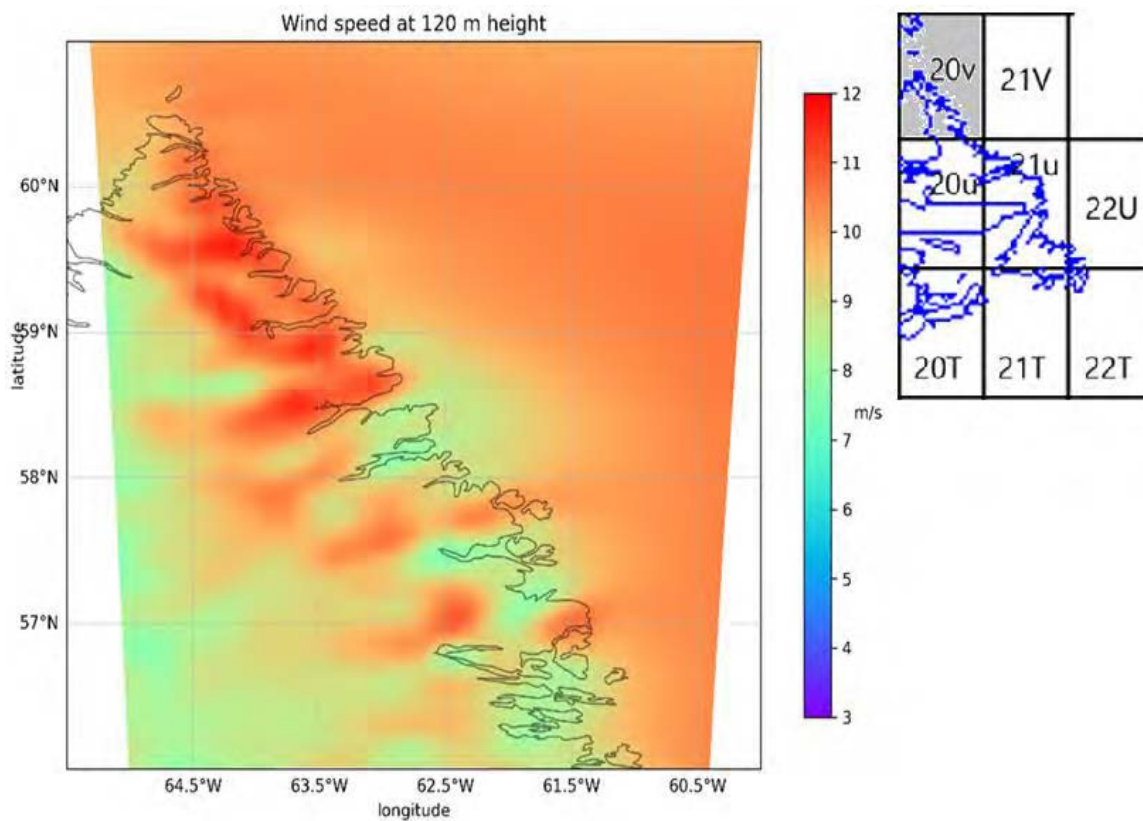 Wind speed at 120 m height
60°N
59°N
58°N
57°N
latitude
64.5°W
63.5°W
62.5°W
61.5°W
60.5°W
longitude
12
11
10
9
8
7
6
5
4
3
m/s
20v
21V
20u
21u
22U
20T
21T
22T